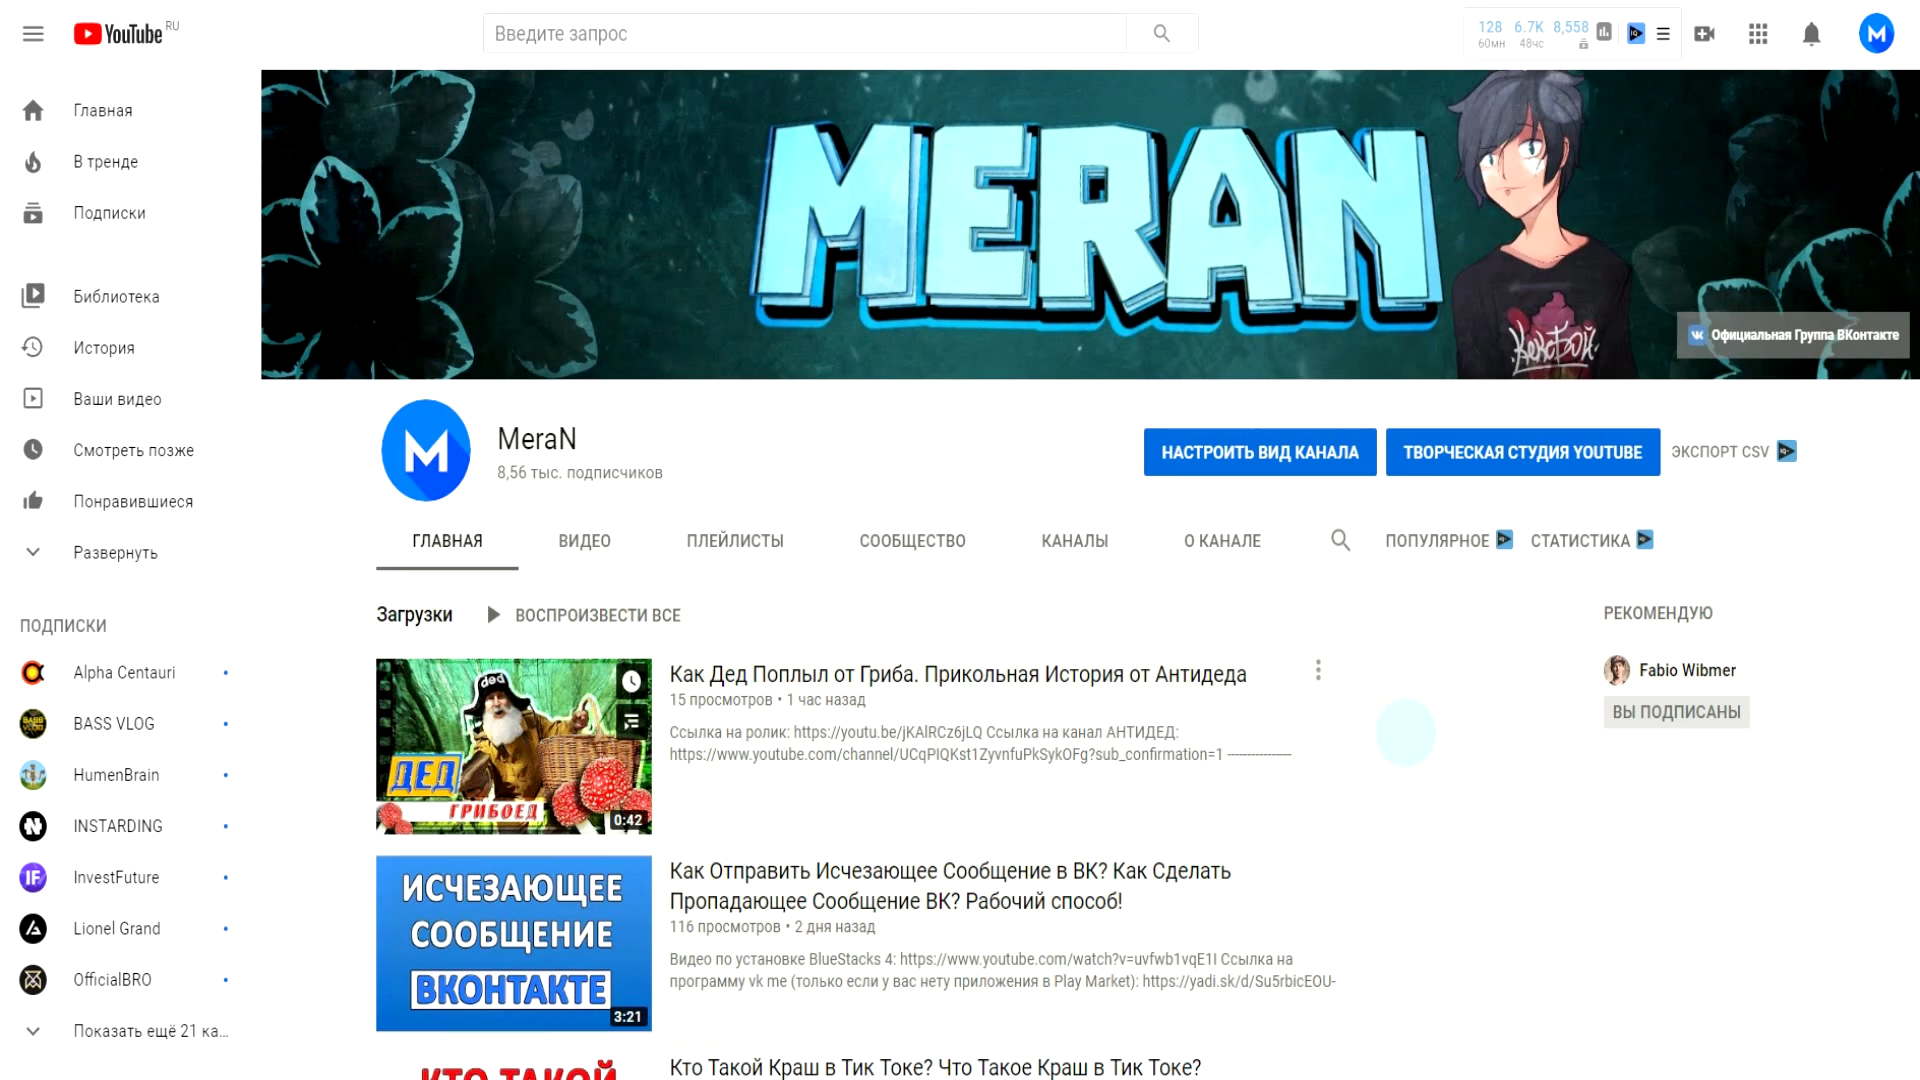 YouTube RU
Введите запрос
128 6.7K 8,558
60мн 48чс
M
Главная
В тренде
Подписки
Библиотека
История
Ваши видео
Смотреть позже
Понравившиеся
Развернуть
ПОДПИСКИ
Alpha Centauri
BASS VLOG
HumenBrain
INSTARDING
InvestFuture
Lionel Grand
OfficialBRO
Показать ещё 21 ка...
MERAN
КексБой
Официальная Группа ВКонтакте
M
MeraN
8,56 тыс. подписчиков
НАСТРОИТЬ ВИД КАНАЛА
ТВОРЧЕСКАЯ СТУДИЯ YOUTUBE
ЭКСПОРТ CSV
ГЛАВНАЯ ВИДЕО ПЛЕЙЛИСТЫ СООБЩЕСТВО КАНАЛЫ О КАНАЛЕ ПОПУЛЯРНОЕ СТАТИСТИКА
Загрузки ВОСПРОИЗВЕСТИ ВСЕ
ded
ДЕД
ГРИБОЕД
0:42
Как Дед Поплыл от Гриба. Прикольная История от Антидеда
15 просмотров • 1 час назад
Ссылка на ролик: https://youtu.be/jKAlRCz6jLQ Ссылка на канал АНТИДЕД:
https://www.youtube.com/channel/UCqPIQKst1ZyvnfuPkSykOFg?sub_confirmation=1 ----------------
ИСЧЕЗАЮЩЕЕ
СООБЩЕНИЕ
ВКОНТАКТЕ
3:21
Как Отправить Исчезающее Сообщение в ВК? Как Сделать
Пропадающее Сообщение ВК? Рабочий способ!
116 просмотров • 2 дня назад
Видео по установке BlueStacks 4: https://www.youtube.com/watch?v=uvfwb1vqE1I Ссылка на
программу vk me (только если у вас нету приложения в Play Market): https://yadi.sk/d/Su5rbicEOU-
КТО ТАКОЙ
Кто Такой Краш в Тик Токе? Что Такое Краш в Тик Токе?
РЕКОМЕНДУЮ
Fabio Wibmer
ВЫ ПОДПИСАНЫ